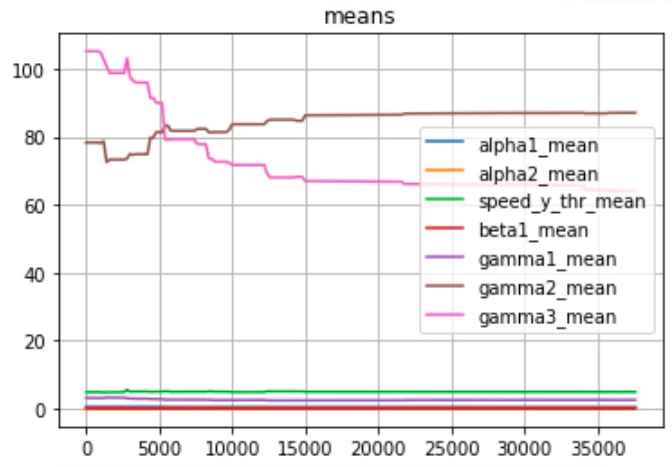 means
100
80
60
40
20
0
alpha1_mean
alpha2_mean
speed_y_thr_mean
beta1_mean
gamma1_mean
gamma2_mean
gamma3_mean
0 5000 10000 15000 20000 25000 30000 35000